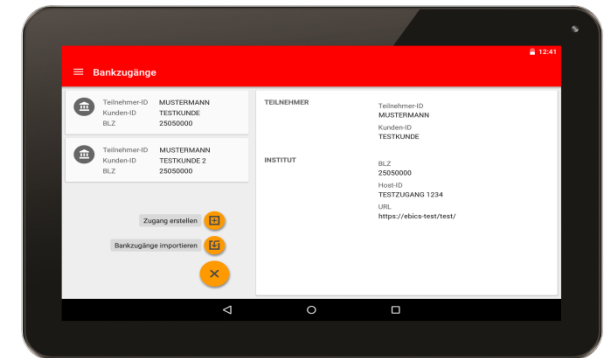 12:41
Bankzugänge
Teilnehmer-ID MUSTERMANN
Kunden-ID TESTKUNDE
BLZ 25050000
Teilnehmer-ID MUSTERMANN
Kunden-ID TESTKUNDE 2
BLZ 25050000
Zugang erstellen
Bankzugänge importieren
TEILNEHMER
Teilnehmer-ID
MUSTERMANN
Kunden-ID
TESTKUNDE
INSTITUT
BLZ
25050000
Host-ID
TESTZUGANG 1234
URL
https://ebics-test/test/